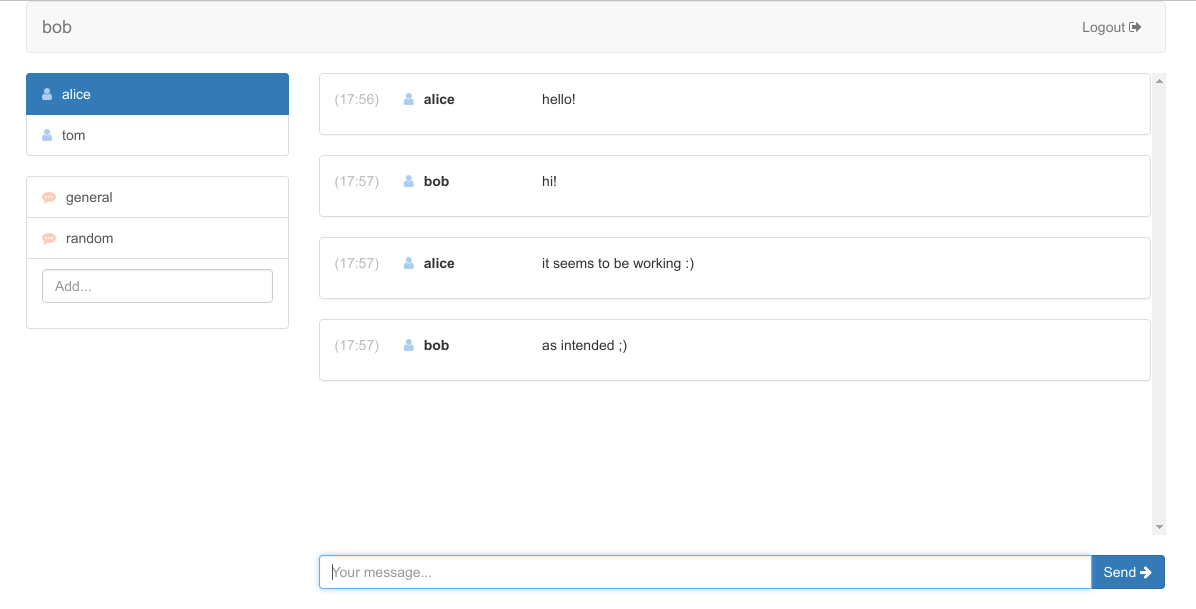 bob
Logout
alice
tom
general
random
Add...
(17:56) alice hello!
(17:57) bob hi!
(17:57) alice it seems to be working :)
(17:57) bob as intended ;)
Your message...
Send